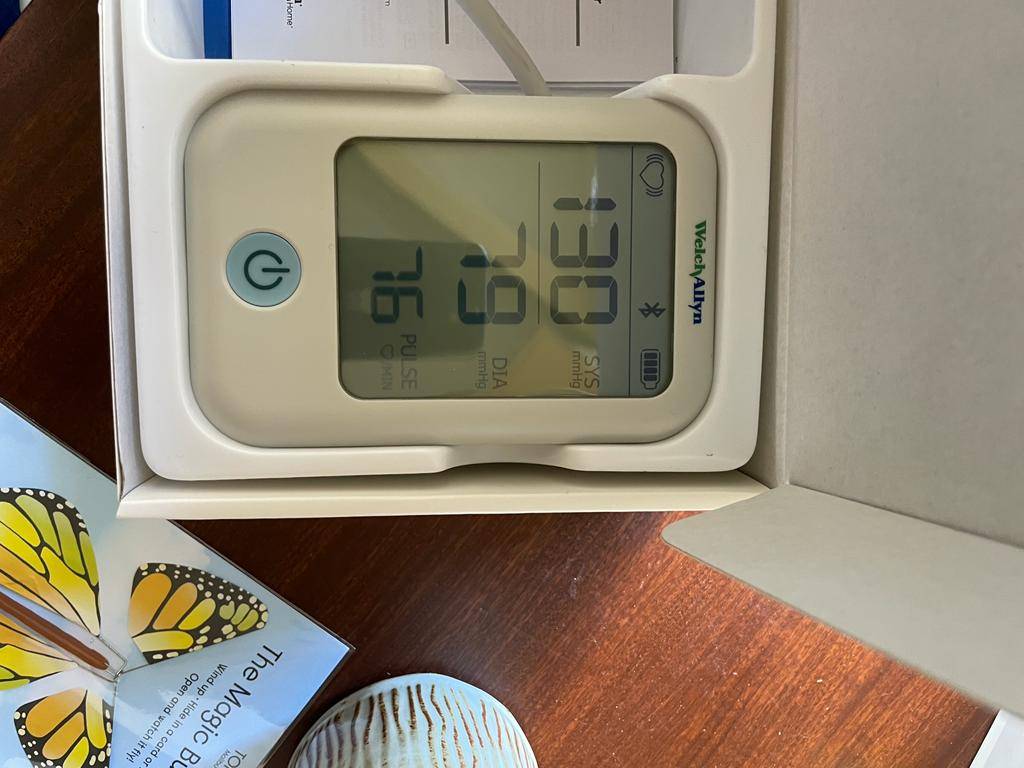 WelchAllyn
130
SYS
mmHg
79
DIA
mmHg
76
PULSE
/MIN
Home
The Magic Bu
Wind up · Hide in a card or
Open and watch it fly!